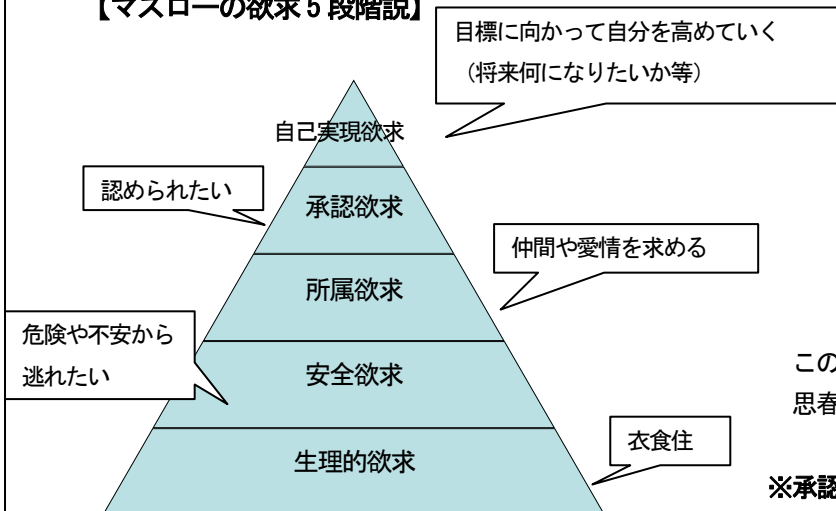 【マズローの欲求5段階説】
目標に向かって自分を高めていく
（将来何になりたいか等）
自己実現欲求
認められたい
承認欲求
仲間や愛情を求める
所属欲求
危険や不安から
逃れたい
安全欲求
この
思春
衣食住
生理的欲求
※承認